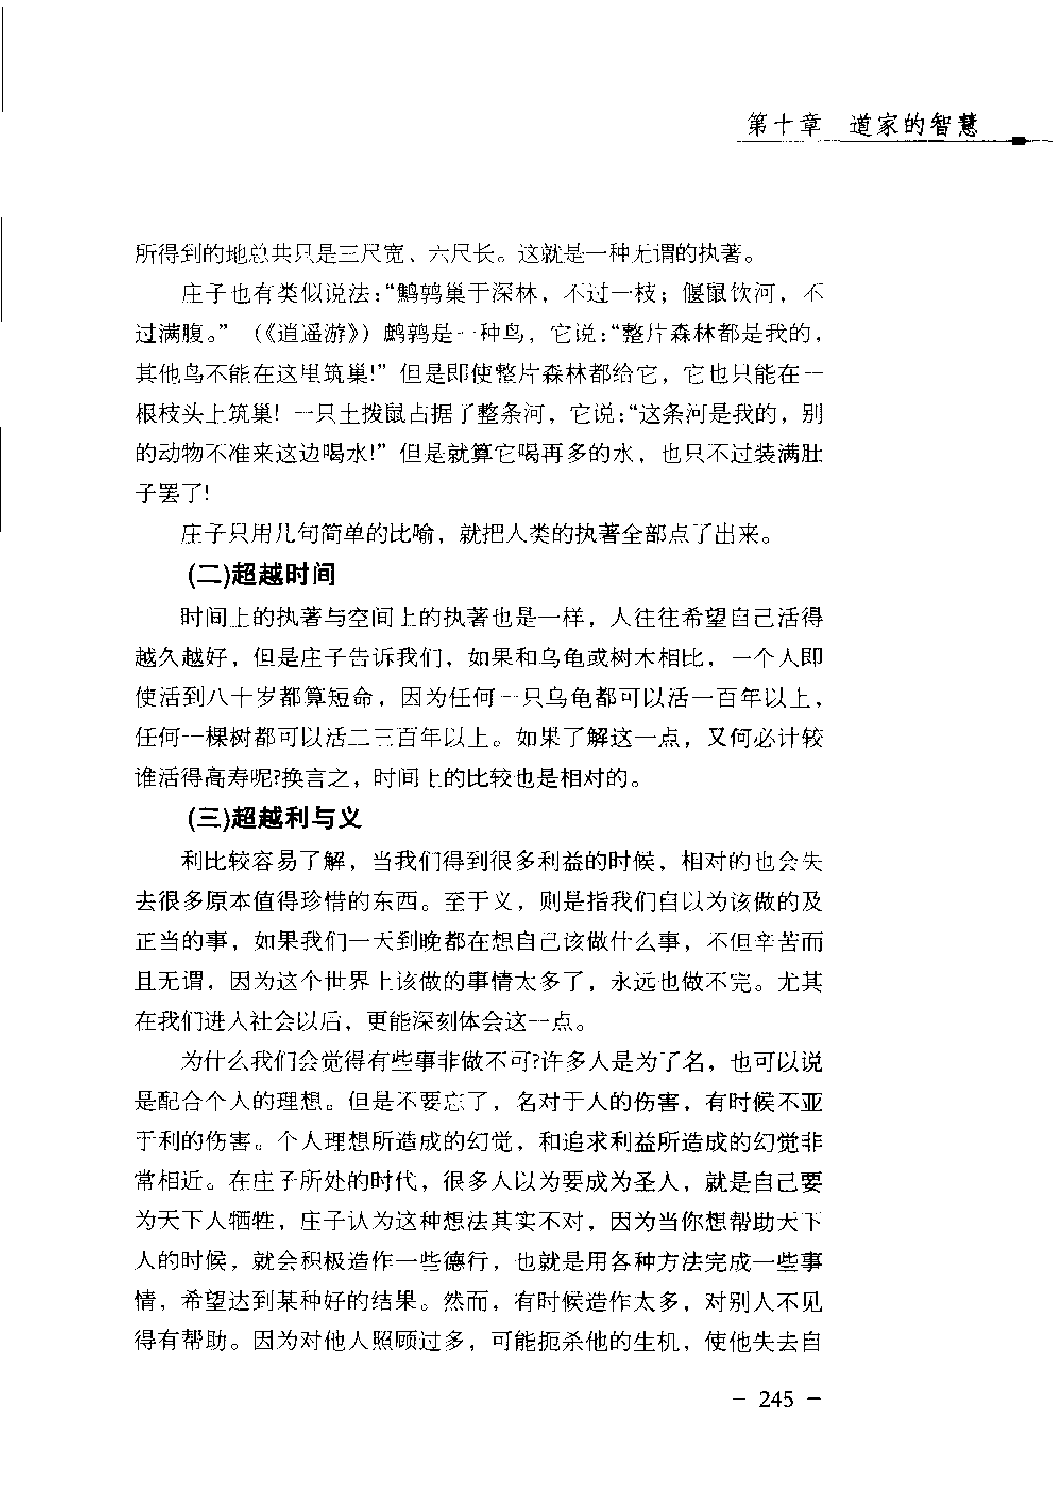 第十章 道家的智慧
所得到的地总共只是三尺宽、六尺长。这就是一种无谓的执著。
庄子也有类似说法：“鹪鹩巢于深林，不过一枝；偃鼠饮河，不
过满腹。”（《逍遥游》）鹪鹩是一种鸟，它说：“整片森林都是我的，
其他鸟不能在这里筑巢!”但是即使整片森林都给它，它也只能在一
根枝头上筑巢！一只土拨鼠占据了整条河，它说：“这条河是我的，别
的动物不准来这边喝水!”但是就算它喝再多的水，也只不过装满肚
子罢了!
庄子只用几句简单的比喻，就把人类的执著全部点了出来。
(二)超越时间
时间上的执著与空间上的执著也是一样，人往往希望自己活得
越久越好，但是庄子告诉我们，如果和乌龟或树木相比，一个人即
使活到八十岁都算短命，因为任何一只乌龟都可以活一百年以上，
任何一棵树都可以活二三百年以上。如果了解这一点，又何必计较
谁活得高寿呢?换言之，时间上的比较也是相对的。
(三)超越利与义
利比较容易了解，当我们得到很多利益的时候，相对的也会失
去很多原本值得珍惜的东西。至于义，则是指我们自以为该做的及
正当的事，如果我们一天到晚都在想自己该做什么事，不但辛苦而
且无谓，因为这个世界上该做的事情太多了，永远也做不完。尤其
在我们进入社会以后，更能深刻体会这一点。
为什么我们会觉得有些事非做不可?许多人是为了名，也可以说
是配合个人的理想。但是不要忘了，名对于人的伤害，有时候不亚
于利的伤害。个人理想所造成的幻觉，和追求利益所造成的幻觉非
常相近。在庄子所处的时代，很多人以为要成为圣人，就是自己要
为天下人牺牲，庄子认为这种想法其实不对，因为当你想帮助天下
人的时候，就会积极造作一些德行，也就是用各种方法完成一些事
情，希望达到某种好的结果。然而，有时候造作太多，对别人不见
得有帮助。因为对他人照顾过多，可能扼杀他的生机，使他失去自
- 245 -